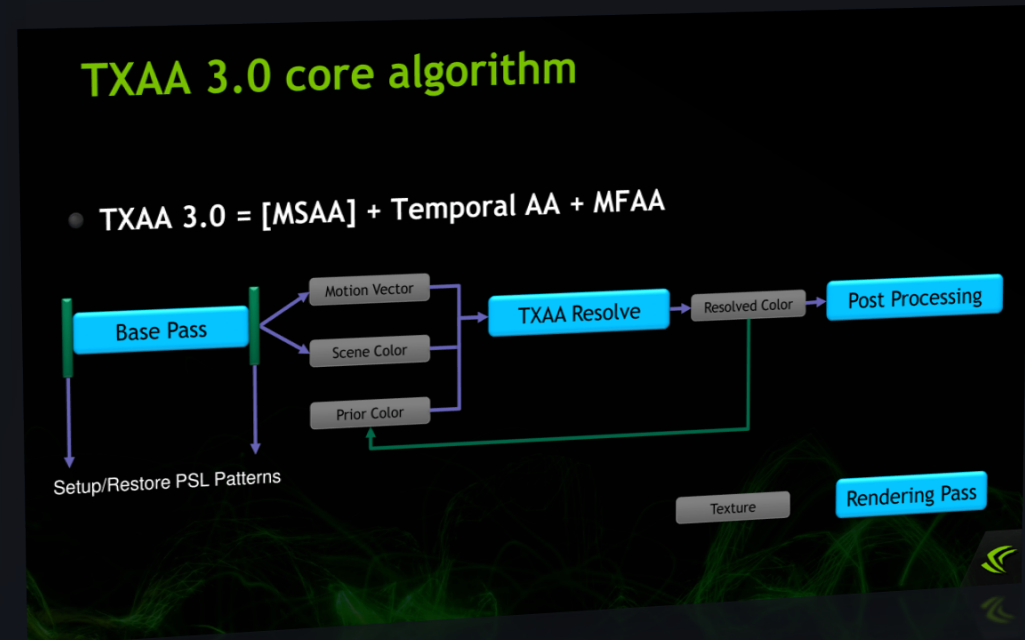 TXAA 3.0 core algorithm
TXAA 3.0 = [MSAA] + Temporal AA + MFAA
Motion Vector
Base Pass
Scene Color
Prior Color
TXAA Resolve
Resolved Color
Post Processing
Setup/Restore PSL Patterns
Texture
Rendering Pass